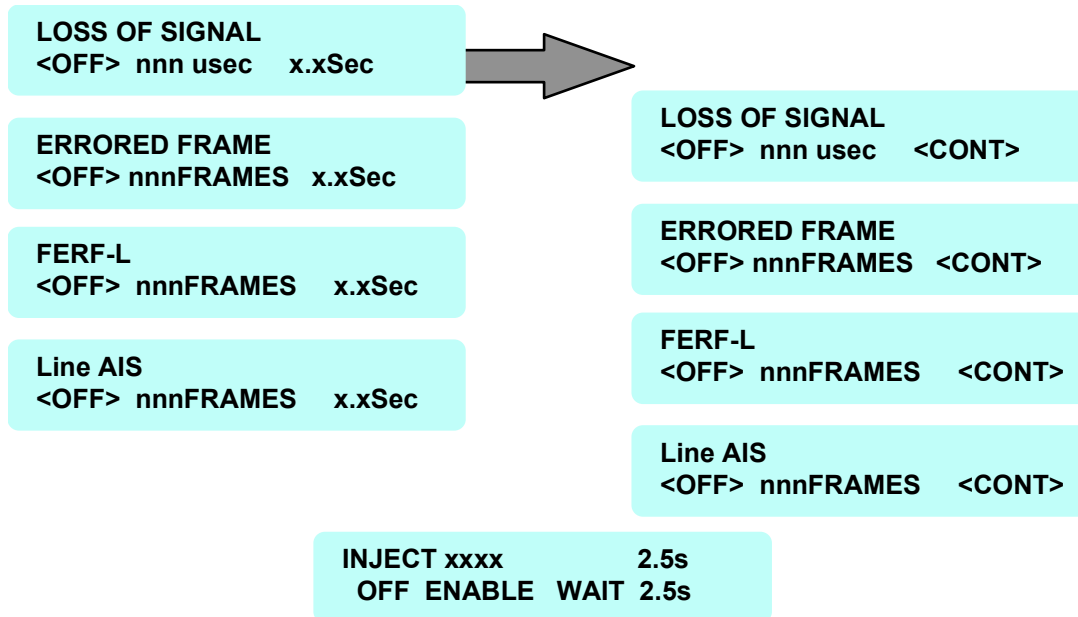 LOSS OF SIGNAL
<OFF> nnn usec x.xSec
ERRORED FRAME
<OFF> nnnFRAMES x.xSec
FERF-L
<OFF> nnnFRAMES x.xSec
Line AIS
<OFF> nnnFRAMES x.xSec
LOSS OF SIGNAL
<OFF> nnn usec <CONT>
ERRORED FRAME
<OFF> nnnFRAMES <CONT>
FERF-L
<OFF> nnnFRAMES <CONT>
Line AIS
<OFF> nnnFRAMES <CONT>
INJECT xxxx 2.5s
OFF ENABLE WAIT 2.5s